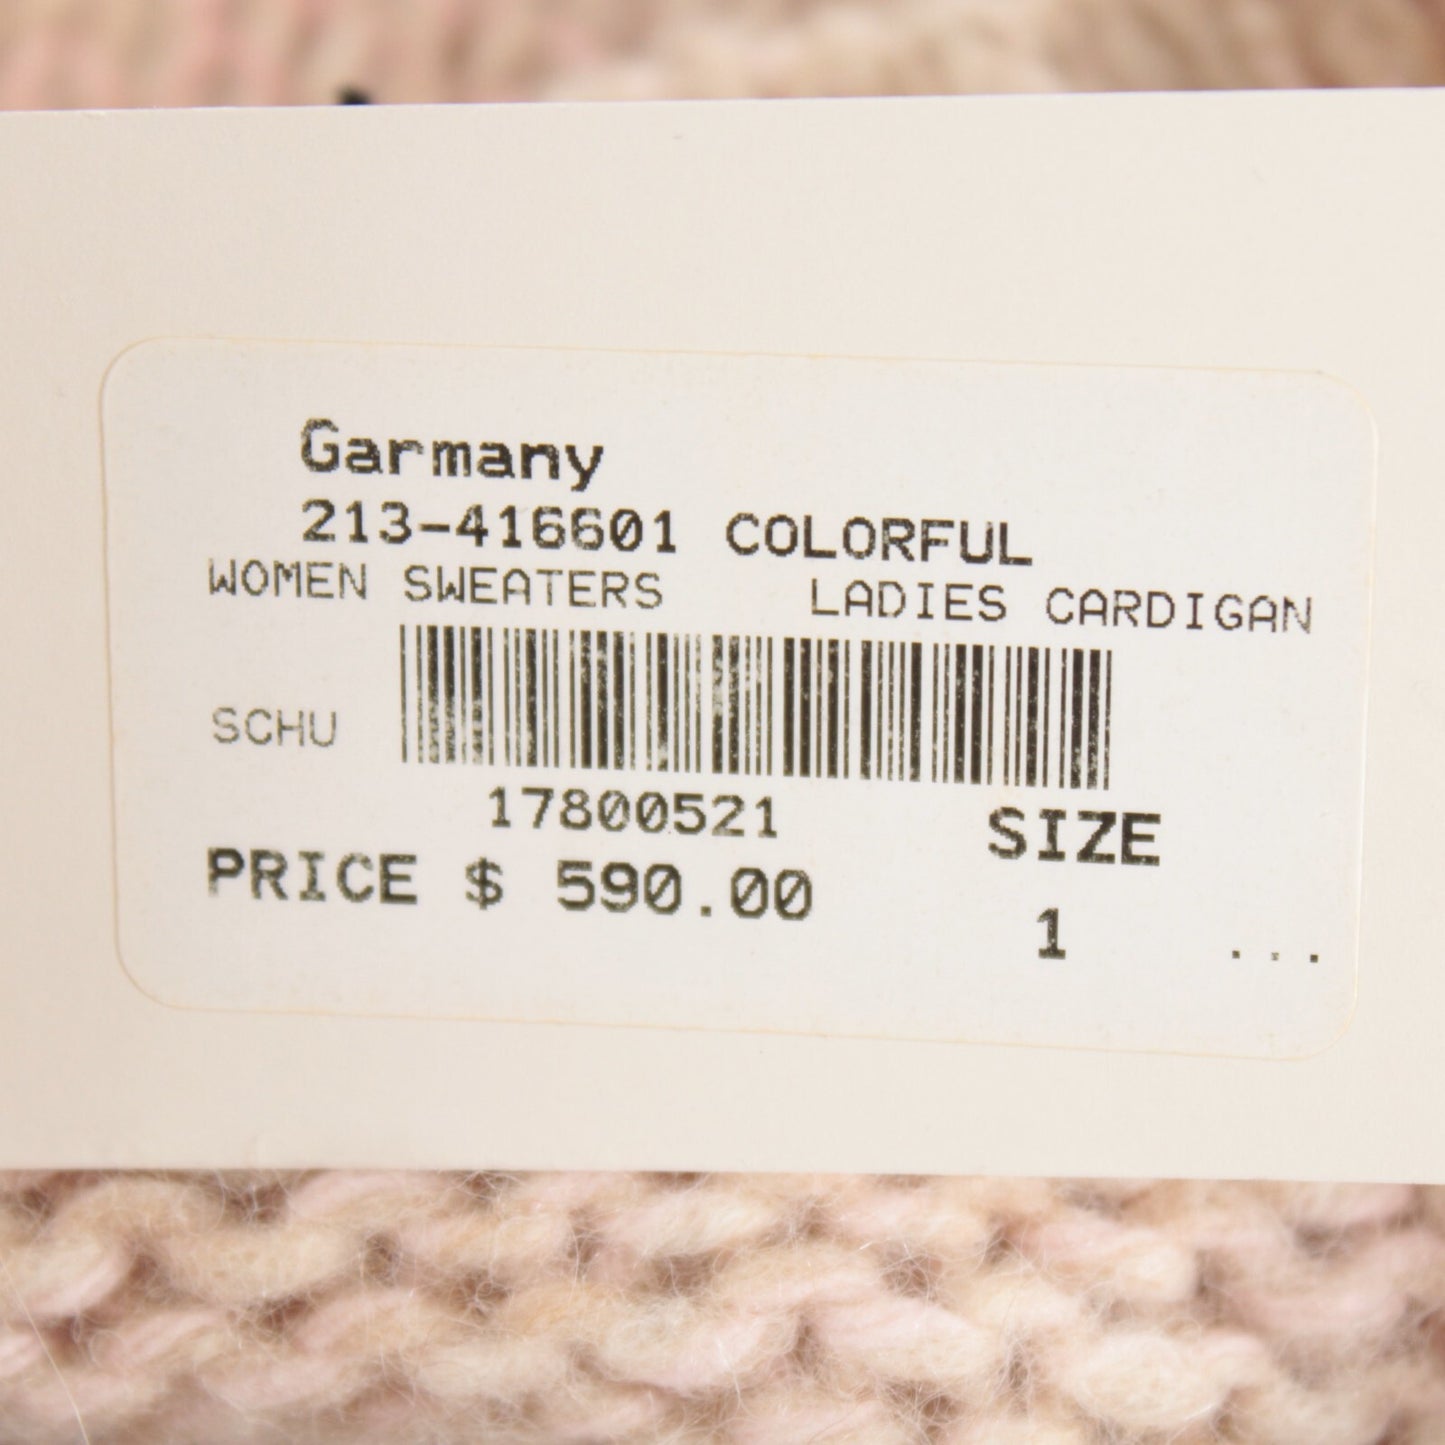 Garmany
213-416601 COLORFUL
WOMEN SWEATERS LADIES CARDIGAN
SCHU
17800521
SIZE
PRICE $ 590.00
1 ...